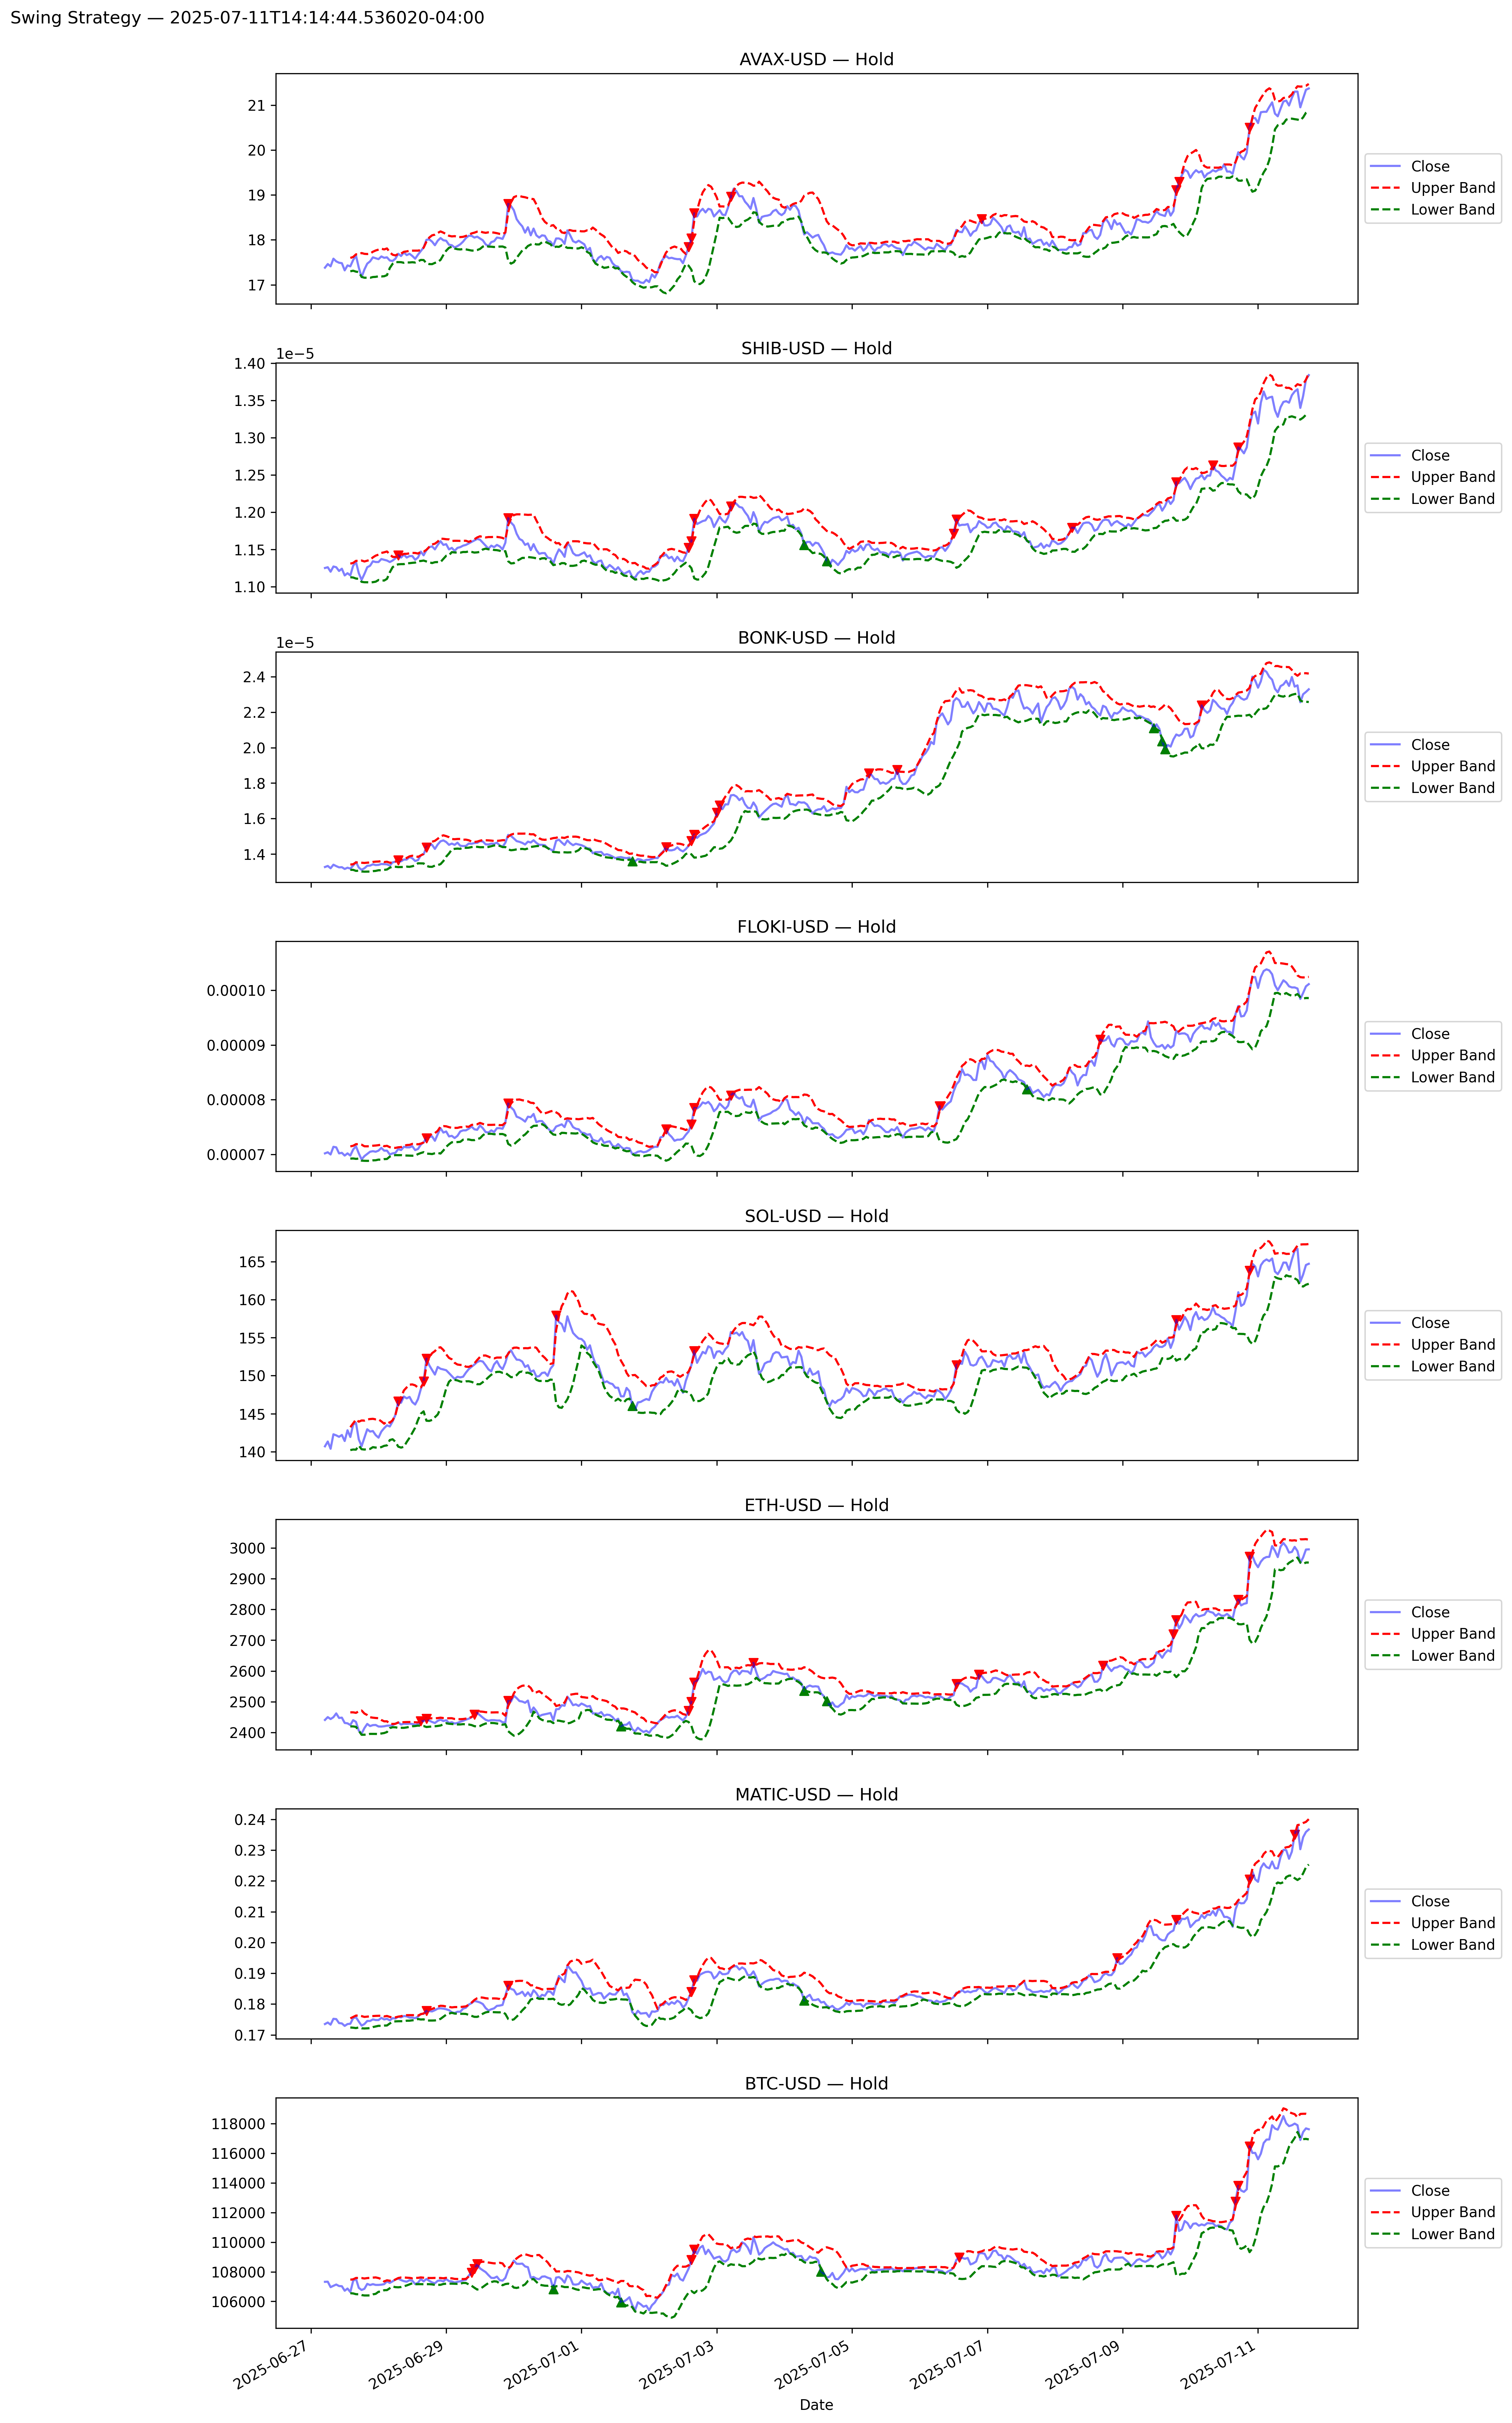 Swing Strategy — 2025-07-11T14:14:44.536020-04:00
AVAX-USD — Hold
21
20
19
18
17
Close
Upper Band
Lower Band
SHIB-USD — Hold
1e−5
1.40
1.35
1.30
1.25
1.20
1.15
1.10
Close
Upper Band
Lower Band
BONK-USD — Hold
1e−5
2.4
2.2
2.0
1.8
1.6
1.4
Close
Upper Band
Lower Band
FLOKI-USD — Hold
0.00010
0.00009
0.00008
0.00007
Close
Upper Band
Lower Band
SOL-USD — Hold
165
160
155
150
145
140
Close
Upper Band
Lower Band
ETH-USD — Hold
3000
2900
2800
2700
2600
2500
2400
Close
Upper Band
Lower Band
MATIC-USD — Hold
0.24
0.23
0.22
0.21
0.20
0.19
0.18
0.17
Close
Upper Band
Lower Band
BTC-USD — Hold
118000
116000
114000
112000
110000
108000
106000
Close
Upper Band
Lower Band
2025-06-27
2025-06-29
2025-07-01
2025-07-03
2025-07-05
2025-07-07
2025-07-09
2025-07-11
Date